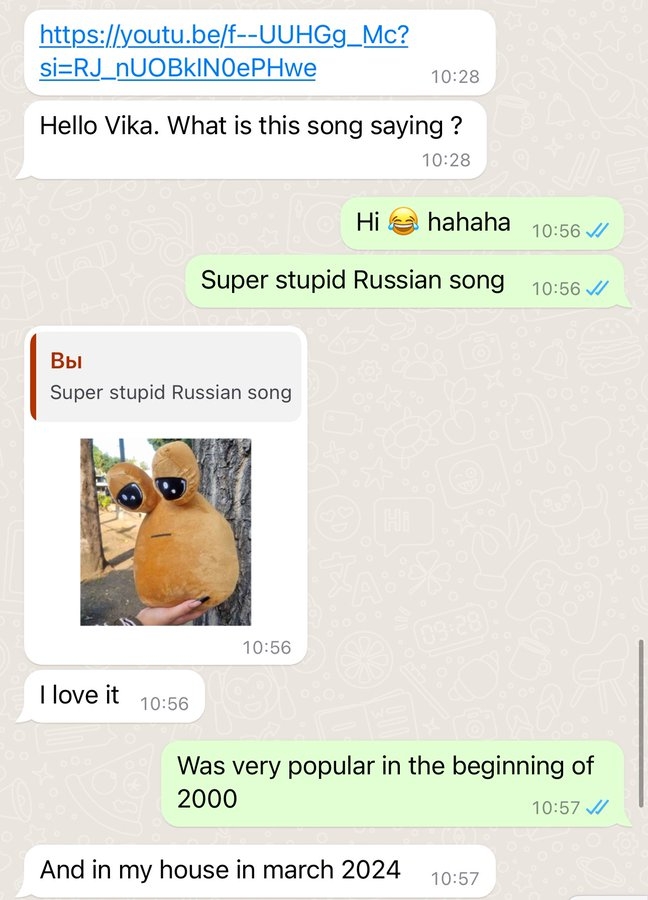 https://youtu.be/f--UUHGg_Mc?
si=RJ_nUOBkIN0ePHwe
10:28
Hello Vika. What is this song saying ?
10:28
Hi 😂 hahaha 10:56
Super stupid Russian song 10:56
Вы
Super stupid Russian song
10:56
I love it 10:56
Was very popular in the beginning of
2000 10:57
And in my house in march 2024 10:57